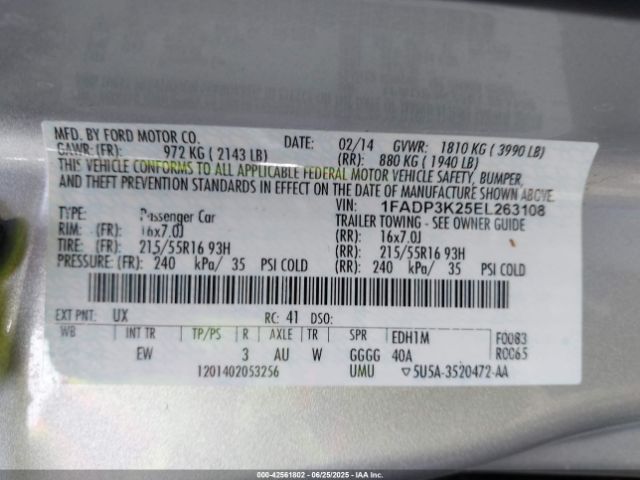 MFD. BY FORD MOTOR CO. DATE: 02/14 GVWR: 1810 KG ( 3990 LB)
GAWR: (FR): 972 KG ( 2143 LB) (RR): 880 KG ( 1940 LB)
THIS VEHICLE CONFORMS TO ALL APPLICABLE FEDERAL MOTOR VEHICLE SAFETY, BUMPER,
AND THEFT PREVENTION STANDARDS IN EFFECT ON THE DATE OF MANUFACTURE SHOWN ABOVE.
VIN: 1FADP3K25EL263108
TYPE: Passenger Car TRAILER TOWING - SEE OWNER GUIDE
RIM: (FR): 16x7.0J (RR): 16x7.0J
TIRE: (FR): 215/55R16 93H (RR): 215/55R16 93H
PRESSURE: (FR): 240 kPa/ 35 PSI COLD (RR): 240 kPa/ 35 PSI COLD
EXT PNT: UX RC: 41 DSO:
WB INT TR TP/PS R AXLE TR SPR EDH1M F0083
EW 3 AU W GGGG 40A R0065
1201402053256 UMU ▽5U5A-3520472-AA
000-42561802 | 06/25/2025 | IAAI.COM